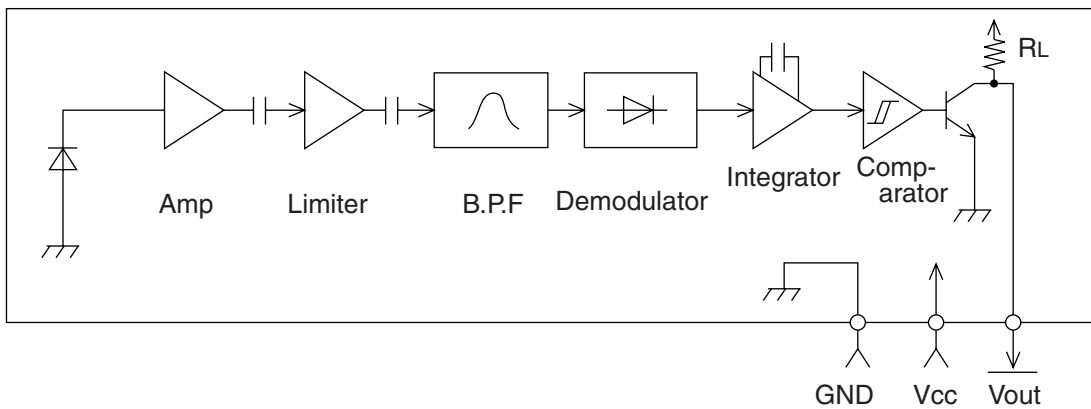 RL
Amp
Limiter
B.P.F
Demodulator
Integrator
Comp-
arator
GND
Vcc
Vout